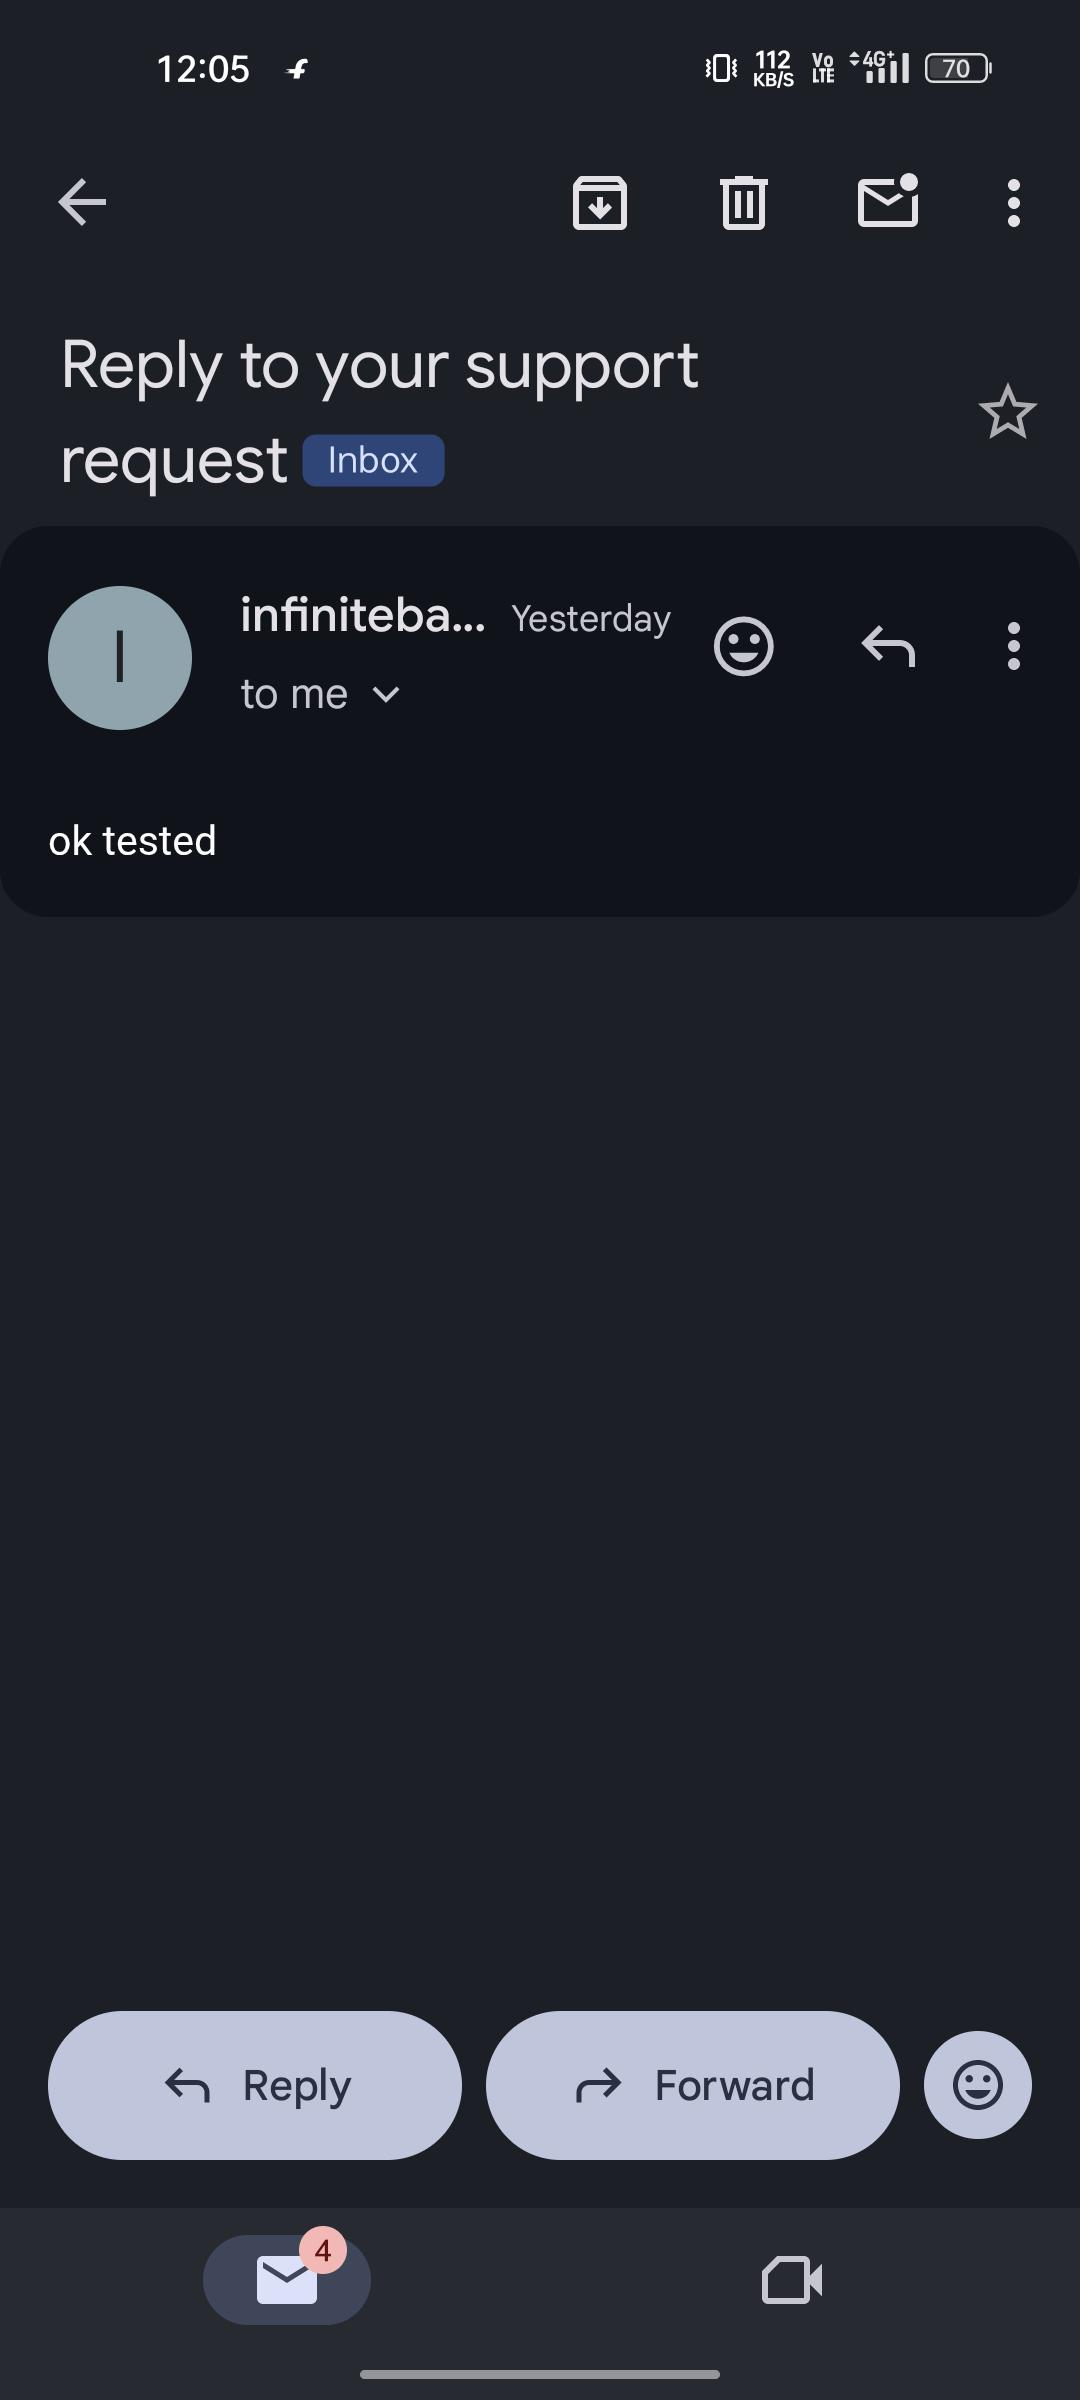 12:05
112
KB/S
Vo
LTE
4G+
70
Reply to your support
request Inbox
I
infiniteba... Yesterday
to me
ok tested
Reply
Forward
4